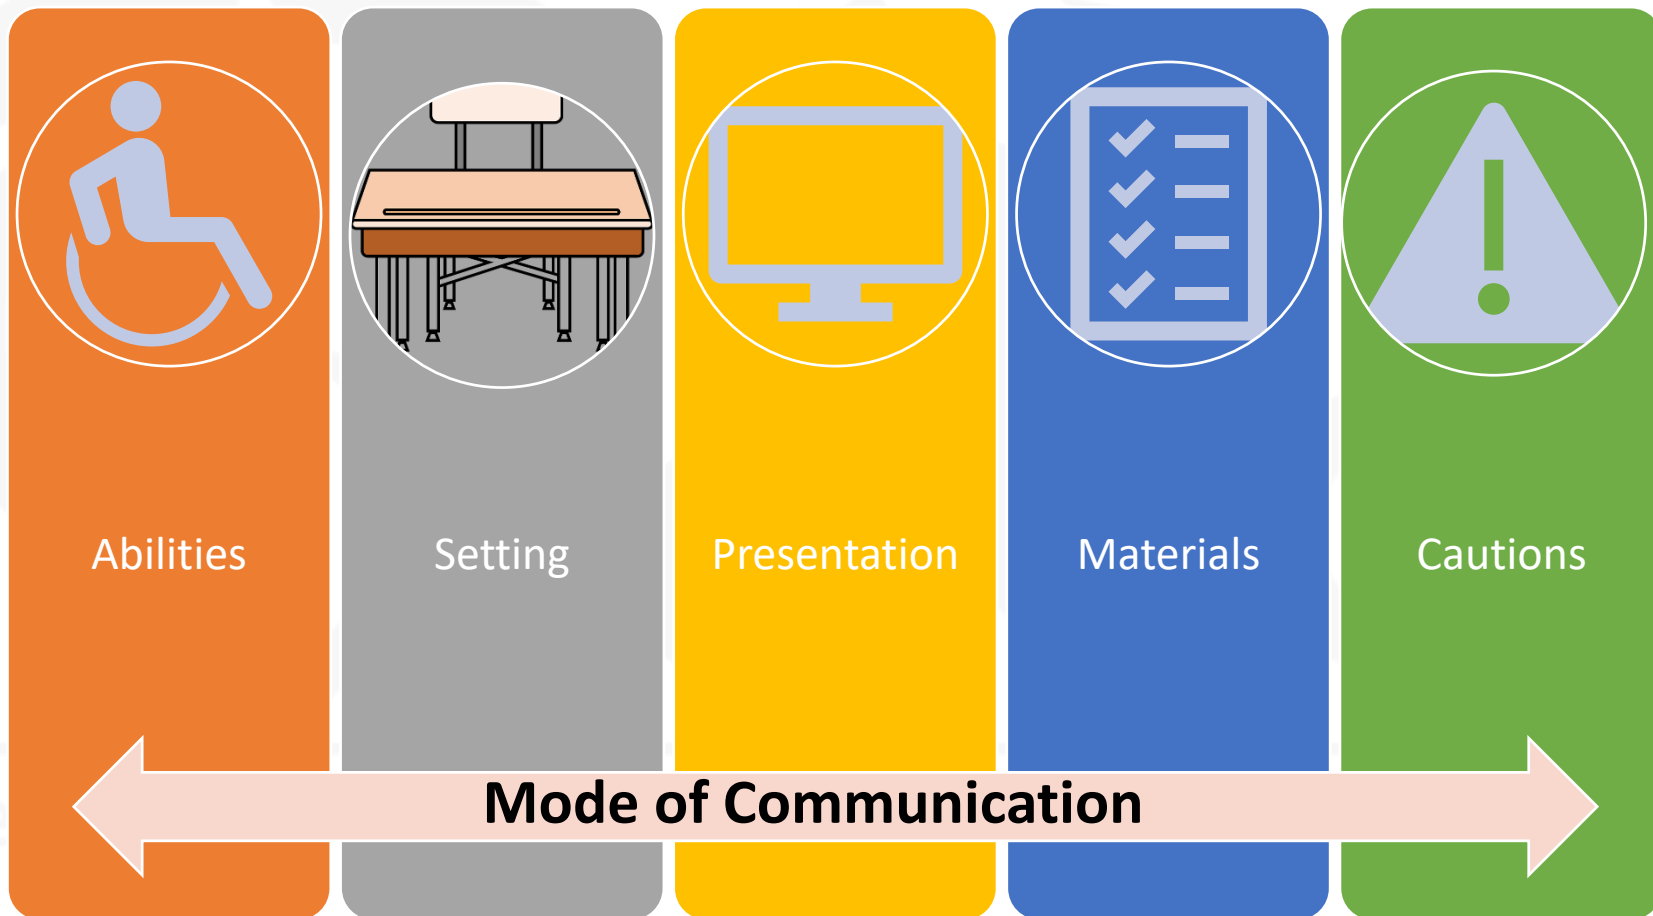 Abilities
Setting
Presentation
Materials
Cautions
Mode of Communication